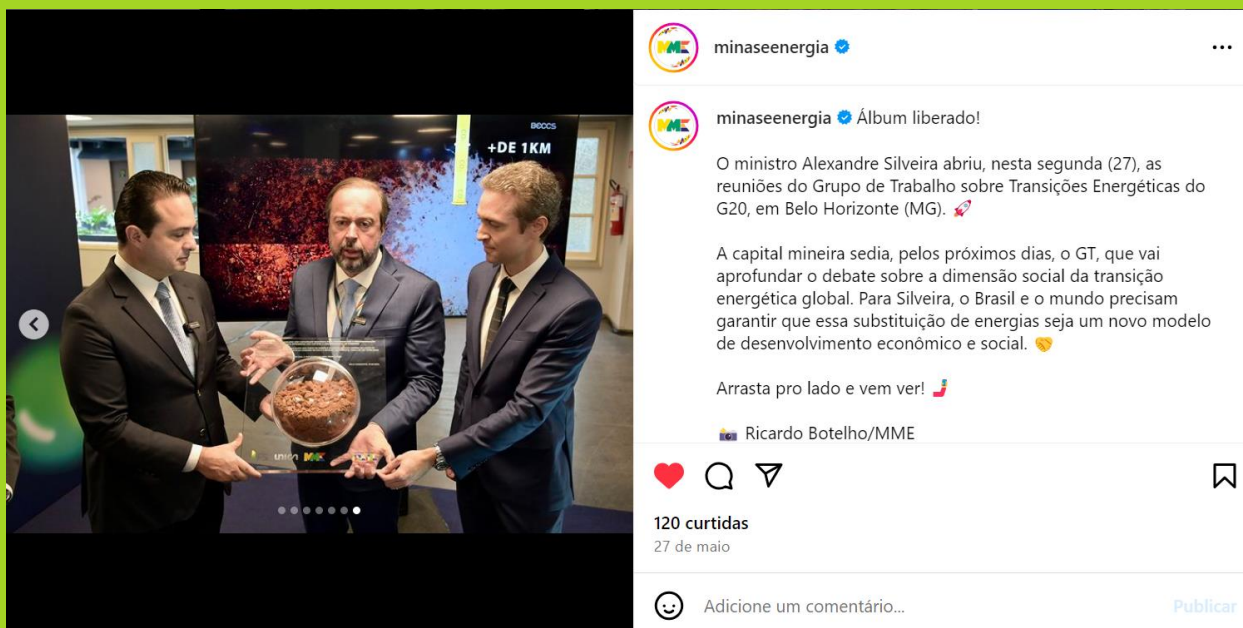 BECCS
+DE 1KM
unica MME
minaseenergia
minaseenergia Álbum liberado!
O ministro Alexandre Silveira abriu, nesta segunda (27), as
reuniões do Grupo de Trabalho sobre Transições Energéticas do
G20, em Belo Horizonte (MG). 🚀
A capital mineira sedia, pelos próximos dias, o GT, que vai
aprofundar o debate sobre a dimensão social da transição
energética global. Para Silveira, o Brasil e o mundo precisam
garantir que essa substituição de energias seja um novo modelo
de desenvolvimento econômico e social. 🤝
Arrasta pro lado e vem ver! 🤳
📸 Ricardo Botelho/MME
120 curtidas
27 de maio
Adicione um comentário...
Publicar